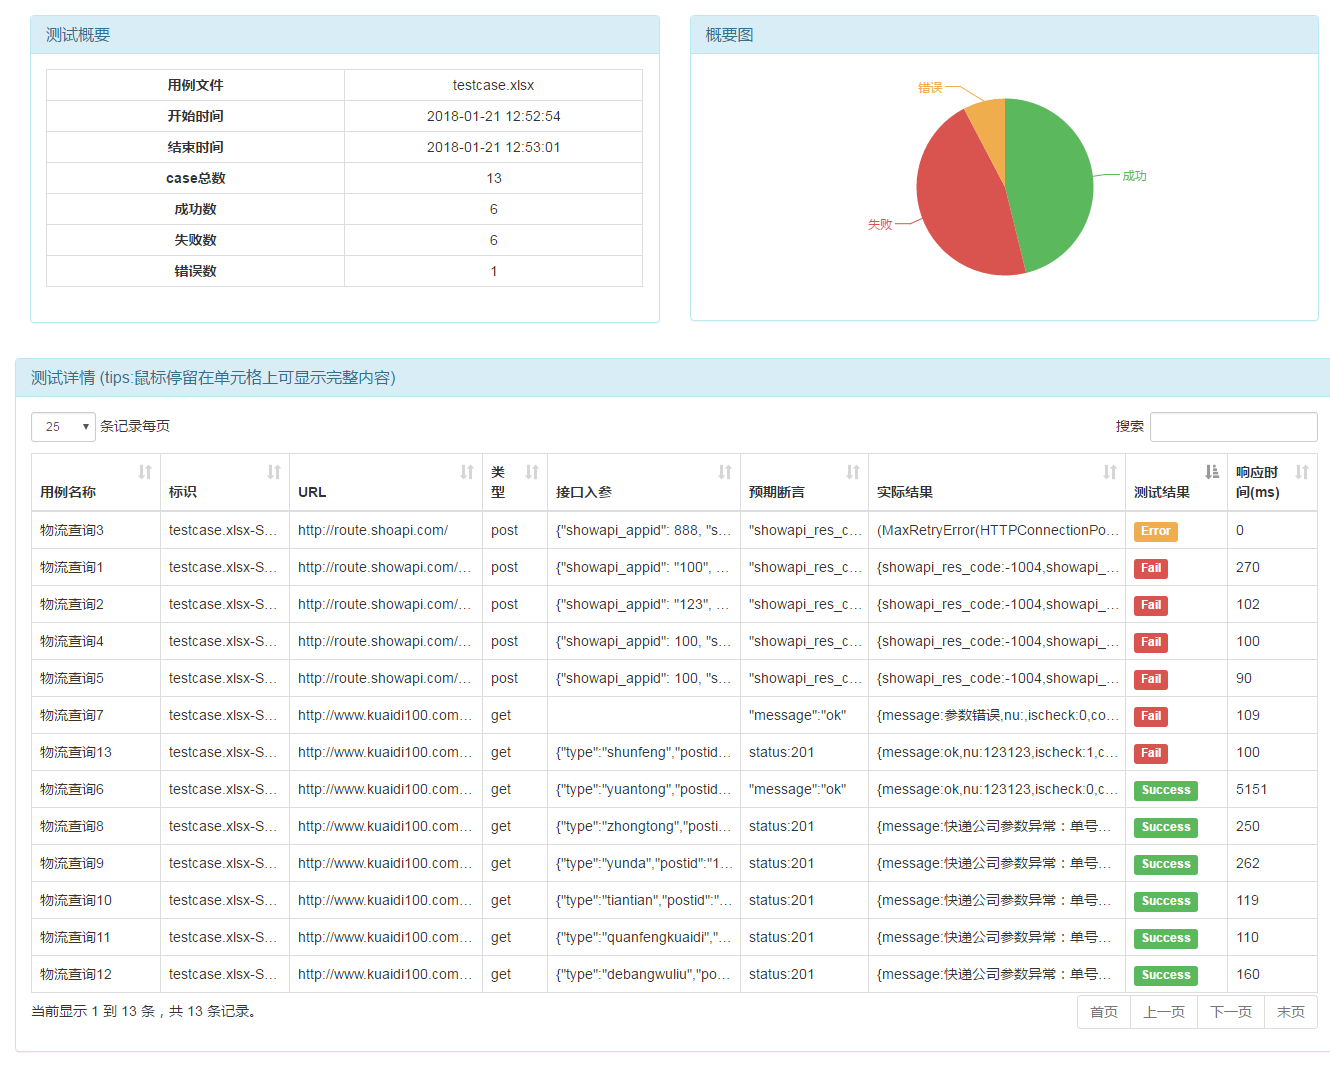 测试概要
用例文件 testcase.xlsx
开始时间 2018-01-21 12:52:54
结束时间 2018-01-21 12:53:01
case总数 13
成功数 6
失败数 6
错误数 1
概要图
错误
成功
失败
测试详情 (tips:鼠标停留在单元格上可显示完整内容)
25 条记录每页
搜索
用例名称 标识 URL 类型 接口入参 预期断言 实际结果 测试结果 响应时间(ms)
物流查询3 testcase.xlsx-S... http://route.shoapi.com/ post {"showapi_appid": 888, "s... "showapi_res_c... (MaxRetryError(HTTPConnectionPo... Error 0
物流查询1 testcase.xlsx-S... http://route.showapi.com/... post {"showapi_appid": "100", ... "showapi_res_c... {showapi_res_code:-1004,showapi_... Fail 270
物流查询2 testcase.xlsx-S... http://route.showapi.com/... post {"showapi_appid": "123", ... "showapi_res_c... {showapi_res_code:-1004,showapi_... Fail 102
物流查询4 testcase.xlsx-S... http://route.showapi.com/... post {"showapi_appid": 100, "s... "showapi_res_c... {showapi_res_code:-1004,showapi_... Fail 100
物流查询5 testcase.xlsx-S... http://route.showapi.com/... post {"showapi_appid": 100, "s... "showapi_res_c... {showapi_res_code:-1004,showapi_... Fail 90
物流查询7 testcase.xlsx-S... http://www.kuaidi100.com... get "message":"ok" {message:参数错误,nu:,ischeck:0,co... Fail 109
物流查询13 testcase.xlsx-S... http://www.kuaidi100.com... get {"type":"shunfeng","postid... status:201 {message:ok,nu:123123,ischeck:1,c... Fail 100
物流查询6 testcase.xlsx-S... http://www.kuaidi100.com... get {"type":"yuantong","postid... "message":"ok" {message:ok,nu:123123,ischeck:0,c... Success 5151
物流查询8 testcase.xlsx-S... http://www.kuaidi100.com... get {"type":"zhongtong","posti... status:201 {message:快递公司参数异常：单号... Success 250
物流查询9 testcase.xlsx-S... http://www.kuaidi100.com... get {"type":"yunda","postid":"1... status:201 {message:快递公司参数异常：单号... Success 262
物流查询10 testcase.xlsx-S... http://www.kuaidi100.com... get {"type":"tiantian","postid":"... status:201 {message:快递公司参数异常：单号... Success 119
物流查询11 testcase.xlsx-S... http://www.kuaidi100.com... get {"type":"quanfengkuaidi","... status:201 {message:快递公司参数异常：单号... Success 110
物流查询12 testcase.xlsx-S... http://www.kuaidi100.com... get {"type":"debangwuliu","po... status:201 {message:快递公司参数异常：单号... Success 160
当前显示 1 到 13 条，共 13 条记录。
首页 上一页 下一页 末页